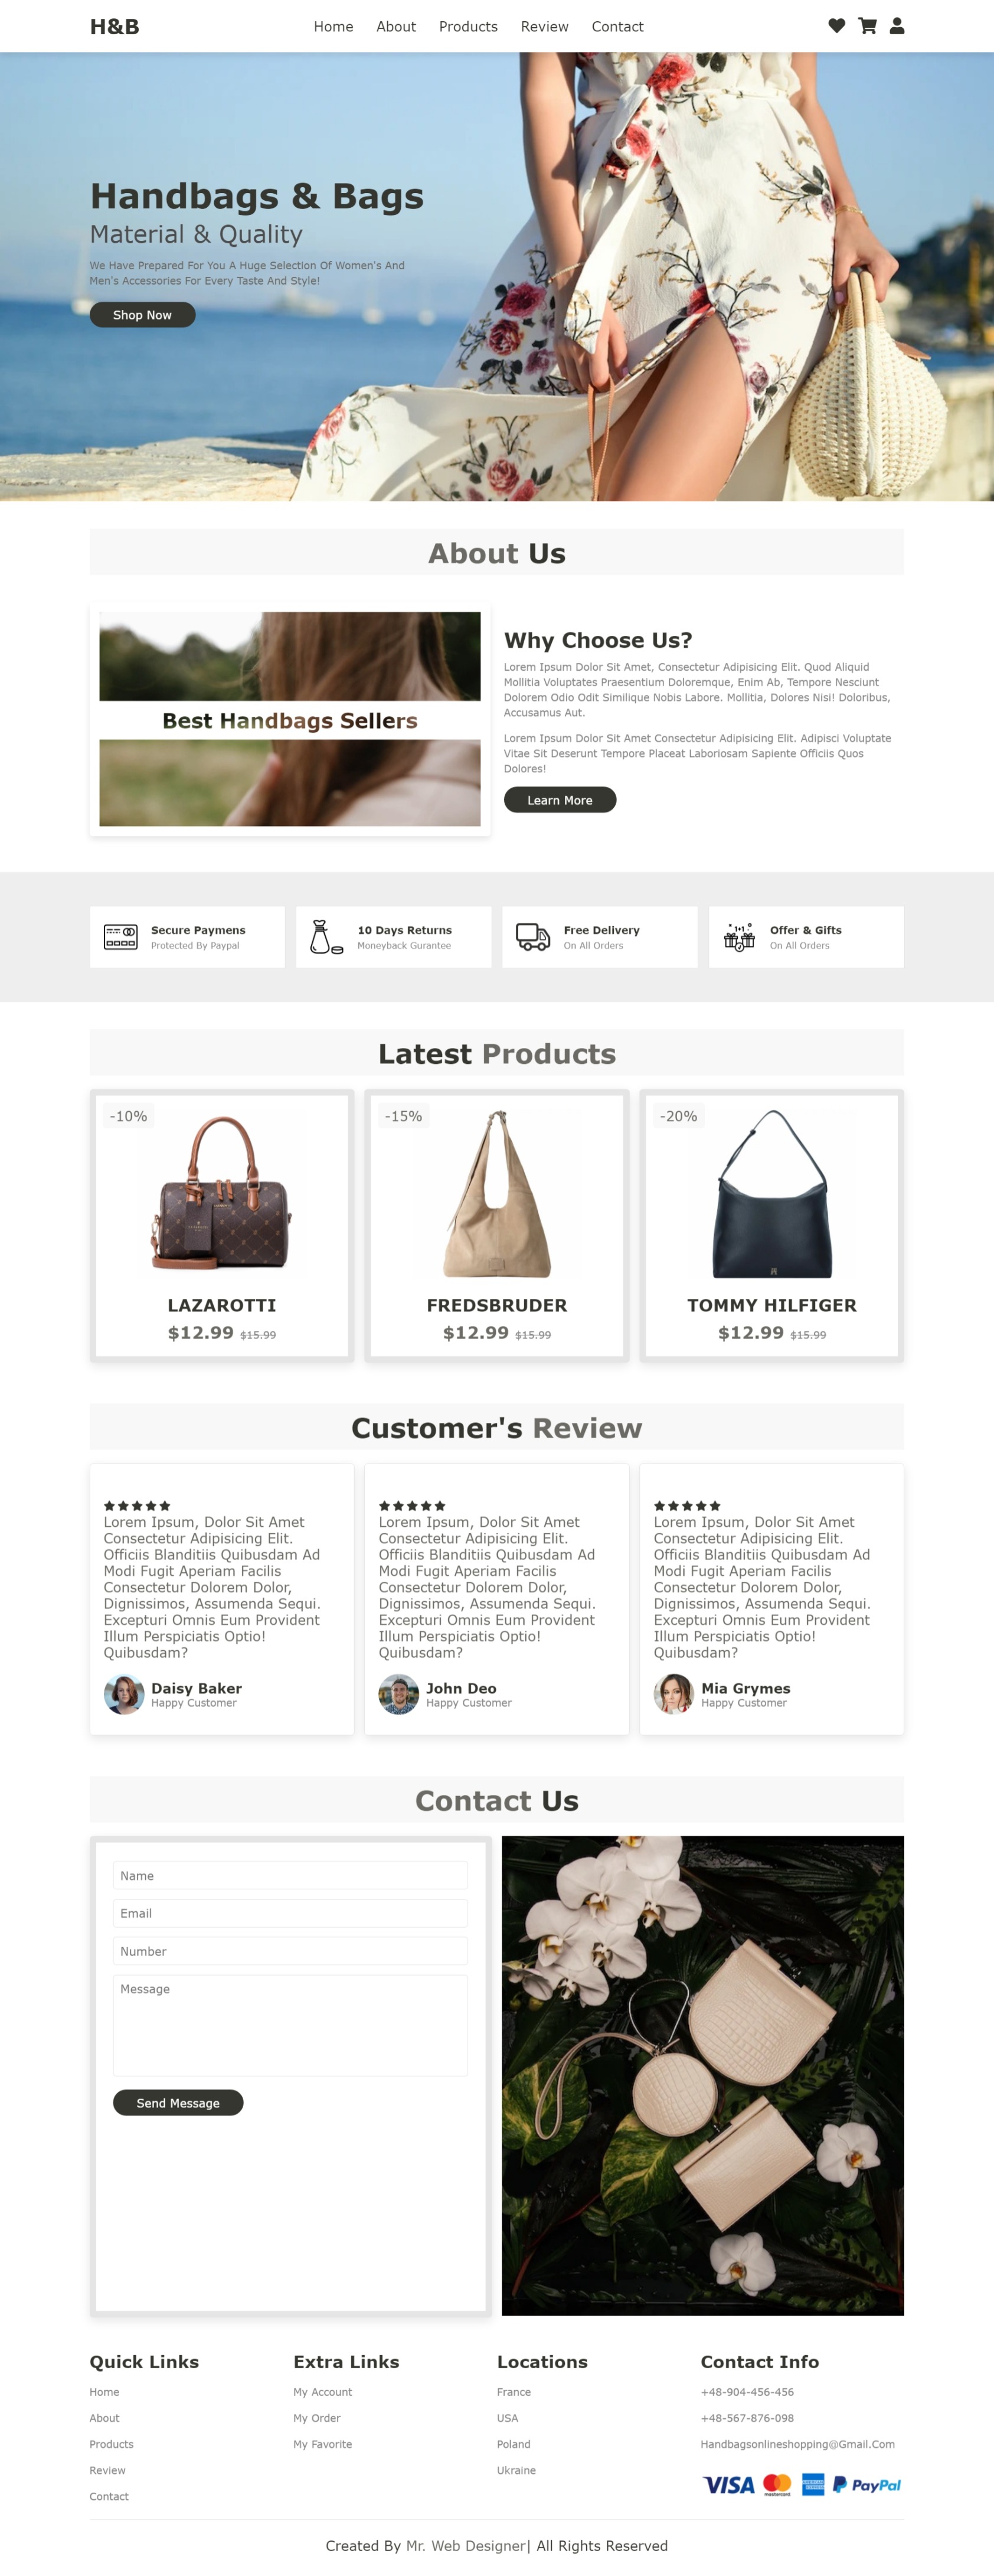 H&B
Home About Products Review Contact
Handbags & Bags
Material & Quality
We Have Prepared For You A Huge Selection Of Women's And
Men's Accessories For Every Taste And Style!
Shop Now
About Us
Best Handbags Sellers
Why Choose Us?
Lorem Ipsum Dolor Sit Amet, Consectetur Adipisicing Elit. Quod Aliquid
Mollitia Voluptates Praesentium Doloremque, Enim Ab, Tempore Nesciunt
Dolorem Odio Odit Similique Nobis Labore. Mollitia, Dolores Nisi! Doloribus,
Accusamus Aut.
Lorem Ipsum Dolor Sit Amet Consectetur Adipisicing Elit. Adipisci Voluptate
Vitae Sit Deserunt Tempore Placeat Laboriosam Sapiente Officiis Quos
Dolores!
Learn More
Secure Paymens
Protected By Paypal
10 Days Returns
Moneyback Gurantee
Free Delivery
On All Orders
1+1
Offer & Gifts
On All Orders
Latest Products
-10%
LAZAROTTI
$12.99 $15.99
-15%
FREDSBRUDER
$12.99 $15.99
-20%
TOMMY HILFIGER
$12.99 $15.99
Customer's Review
Lorem Ipsum, Dolor Sit Amet
Consectetur Adipisicing Elit.
Officiis Blanditiis Quibusdam Ad
Modi Fugit Aperiam Facilis
Consectetur Dolorem Dolor,
Dignissimos, Assumenda Sequi.
Excepturi Omnis Eum Provident
Illum Perspiciatis Optio!
Quibusdam?
Daisy Baker
Happy Customer
Lorem Ipsum, Dolor Sit Amet
Consectetur Adipisicing Elit.
Officiis Blanditiis Quibusdam Ad
Modi Fugit Aperiam Facilis
Consectetur Dolorem Dolor,
Dignissimos, Assumenda Sequi.
Excepturi Omnis Eum Provident
Illum Perspiciatis Optio!
Quibusdam?
John Deo
Happy Customer
Lorem Ipsum, Dolor Sit Amet
Consectetur Adipisicing Elit.
Officiis Blanditiis Quibusdam Ad
Modi Fugit Aperiam Facilis
Consectetur Dolorem Dolor,
Dignissimos, Assumenda Sequi.
Excepturi Omnis Eum Provident
Illum Perspiciatis Optio!
Quibusdam?
Mia Grymes
Happy Customer
Contact Us
Name
Email
Number
Message
Send Message
Quick Links
Home
About
Products
Review
Contact
Extra Links
My Account
My Order
My Favorite
Locations
France
USA
Poland
Ukraine
Contact Info
+48-904-456-456
+48-567-876-098
Handbagsonlineshopping@Gmail.Com
VISA mastercard AMERICAN EXPRESS PayPal
Created By Mr. Web Designer| All Rights Reserved